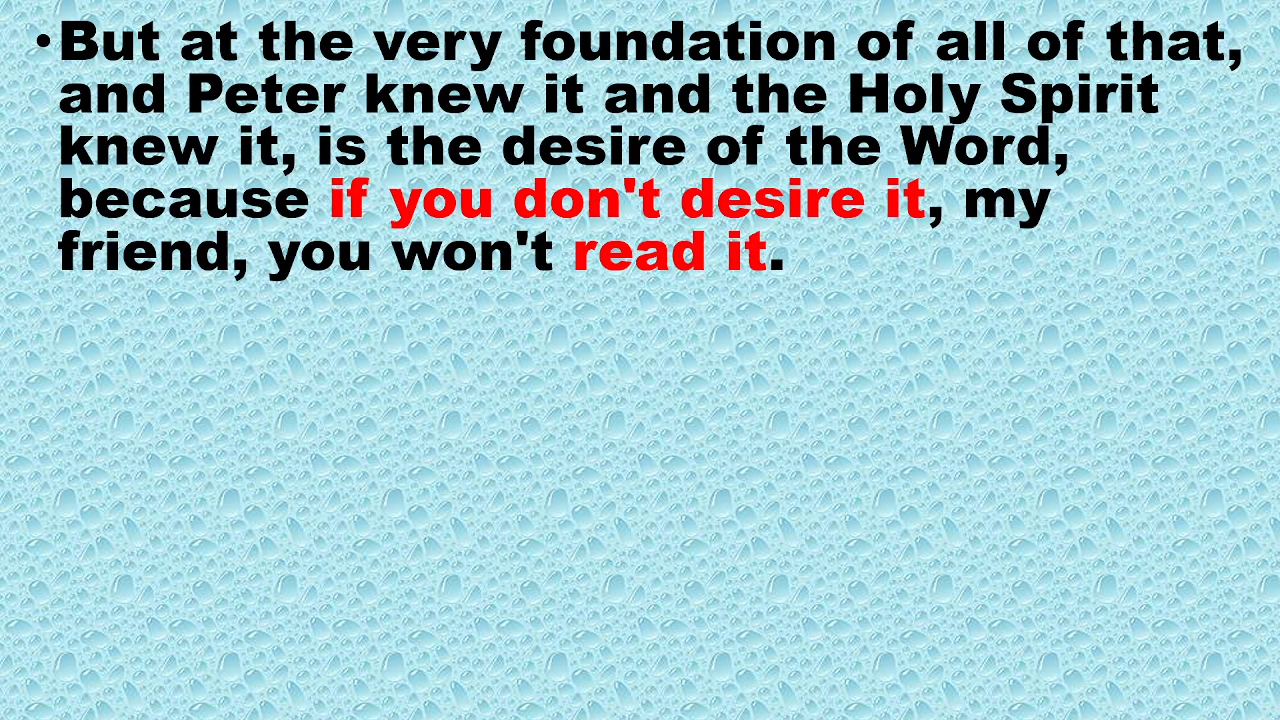 • But at the very foundation of all of that,
and Peter knew it and the Holy Spirit
knew it, is the desire of the Word,
because if you don't desire it, my
friend, you won't read it.